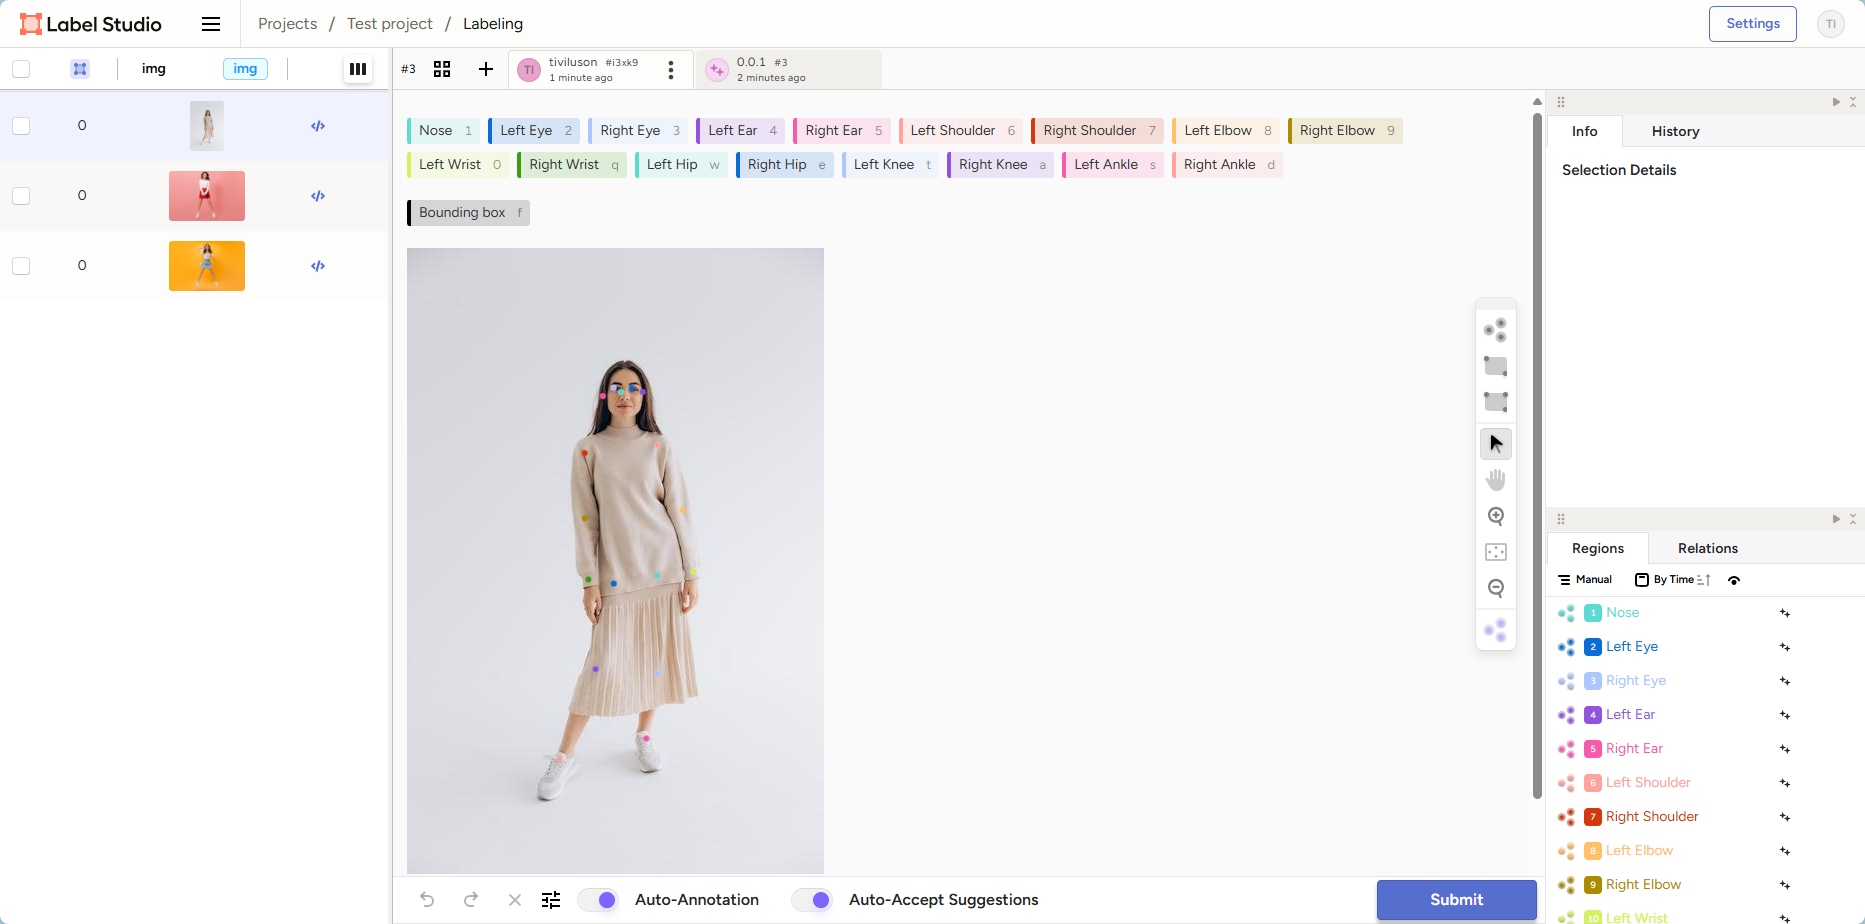 Label Studio
Projects / Test project / Labeling
Settings
TI
img
img
#3
TI
tiviluson #i3xk9
1 minute ago
0.0.1 #3
2 minutes ago
0
0
0
Nose 1
Left Eye 2
Right Eye 3
Left Ear 4
Right Ear 5
Left Shoulder 6
Right Shoulder 7
Left Elbow 8
Right Elbow 9
Left Wrist 0
Right Wrist q
Left Hip w
Right Hip e
Left Knee t
Right Knee a
Left Ankle s
Right Ankle d
Bounding box f
Info
History
Selection Details
Regions
Relations
Manual
By Time
1 Nose
2 Left Eye
3 Right Eye
4 Left Ear
5 Right Ear
6 Left Shoulder
7 Right Shoulder
8 Left Elbow
9 Right Elbow
10 Left Wrist
Auto-Annotation
Auto-Accept Suggestions
Submit